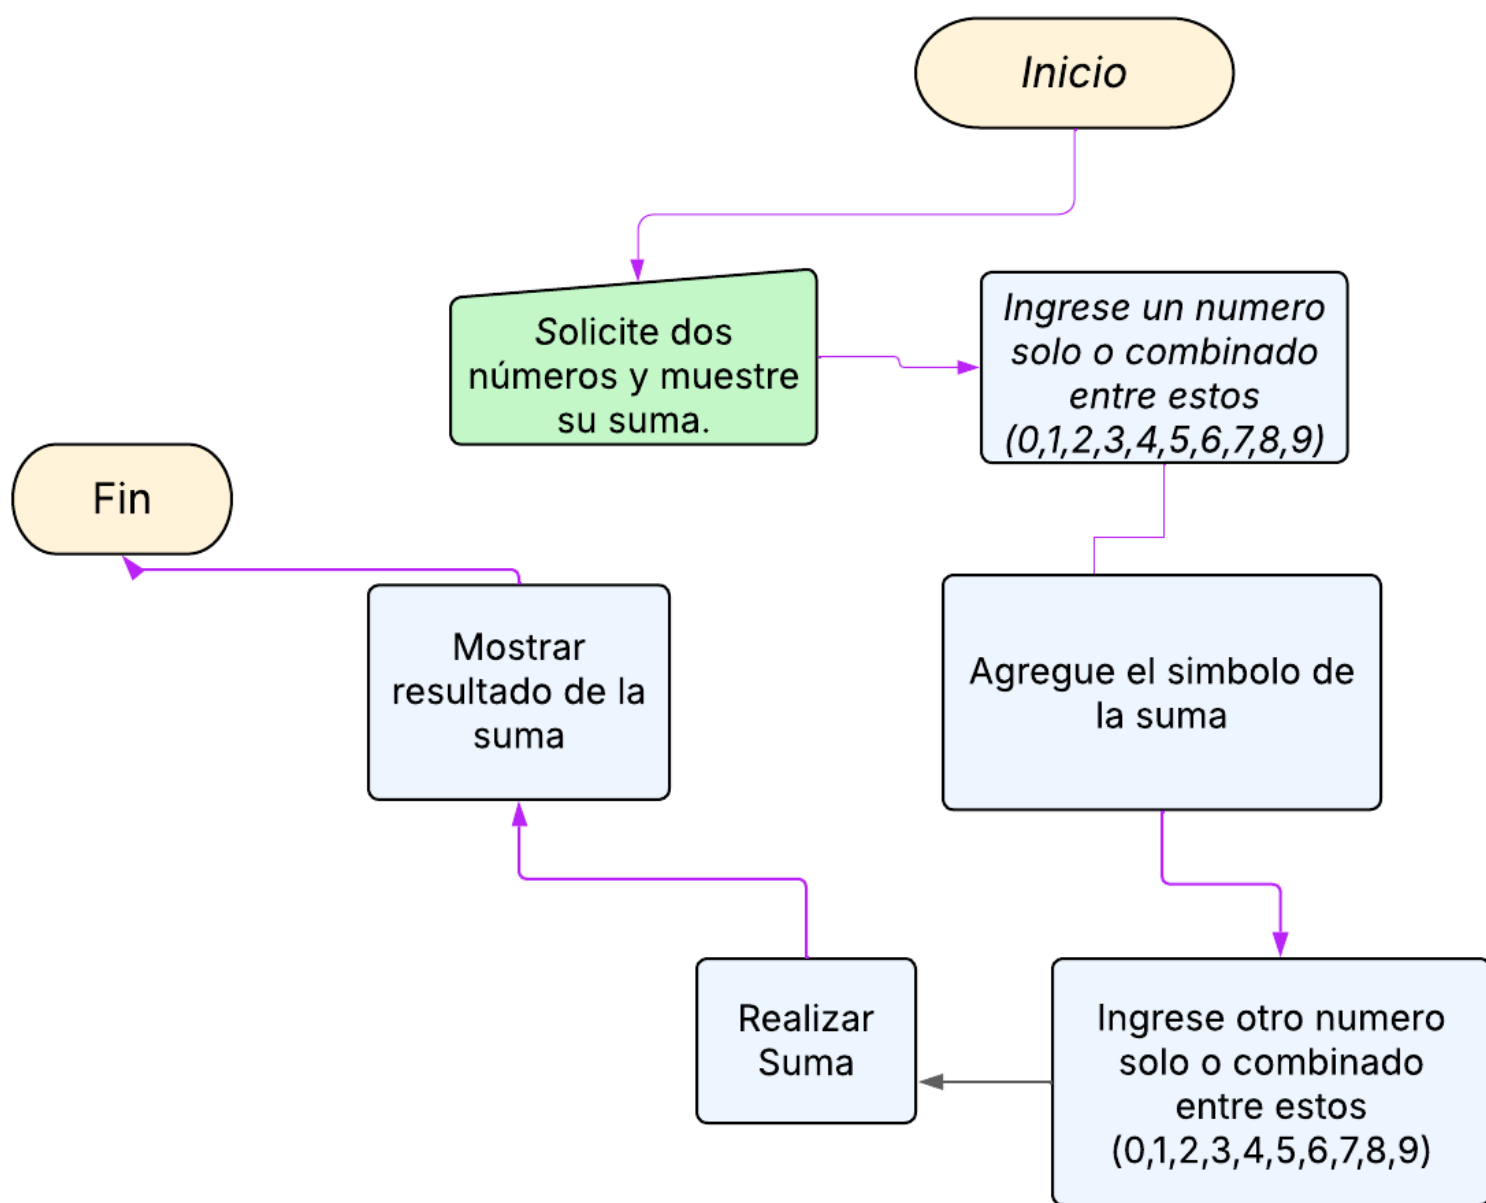 Inicio
Solicite dos
números y muestre
su suma.
Ingrese un numero
solo o combinado
entre estos
(0,1,2,3,4,5,6,7,8,9)
Agregue el simbolo de
la suma
Ingrese otro numero
solo o combinado
entre estos
(0,1,2,3,4,5,6,7,8,9)
Realizar
Suma
Mostrar
resultado de la
suma
Fin